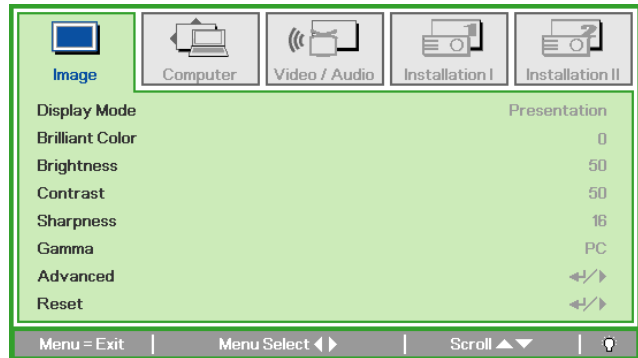 Image Computer Video / Audio Installation I Installation II
Display Mode Presentation
Brilliant Color 0
Brightness 50
Contrast 50
Sharpness 16
Gamma PC
Advanced
Reset
Menu = Exit Menu Select Scroll